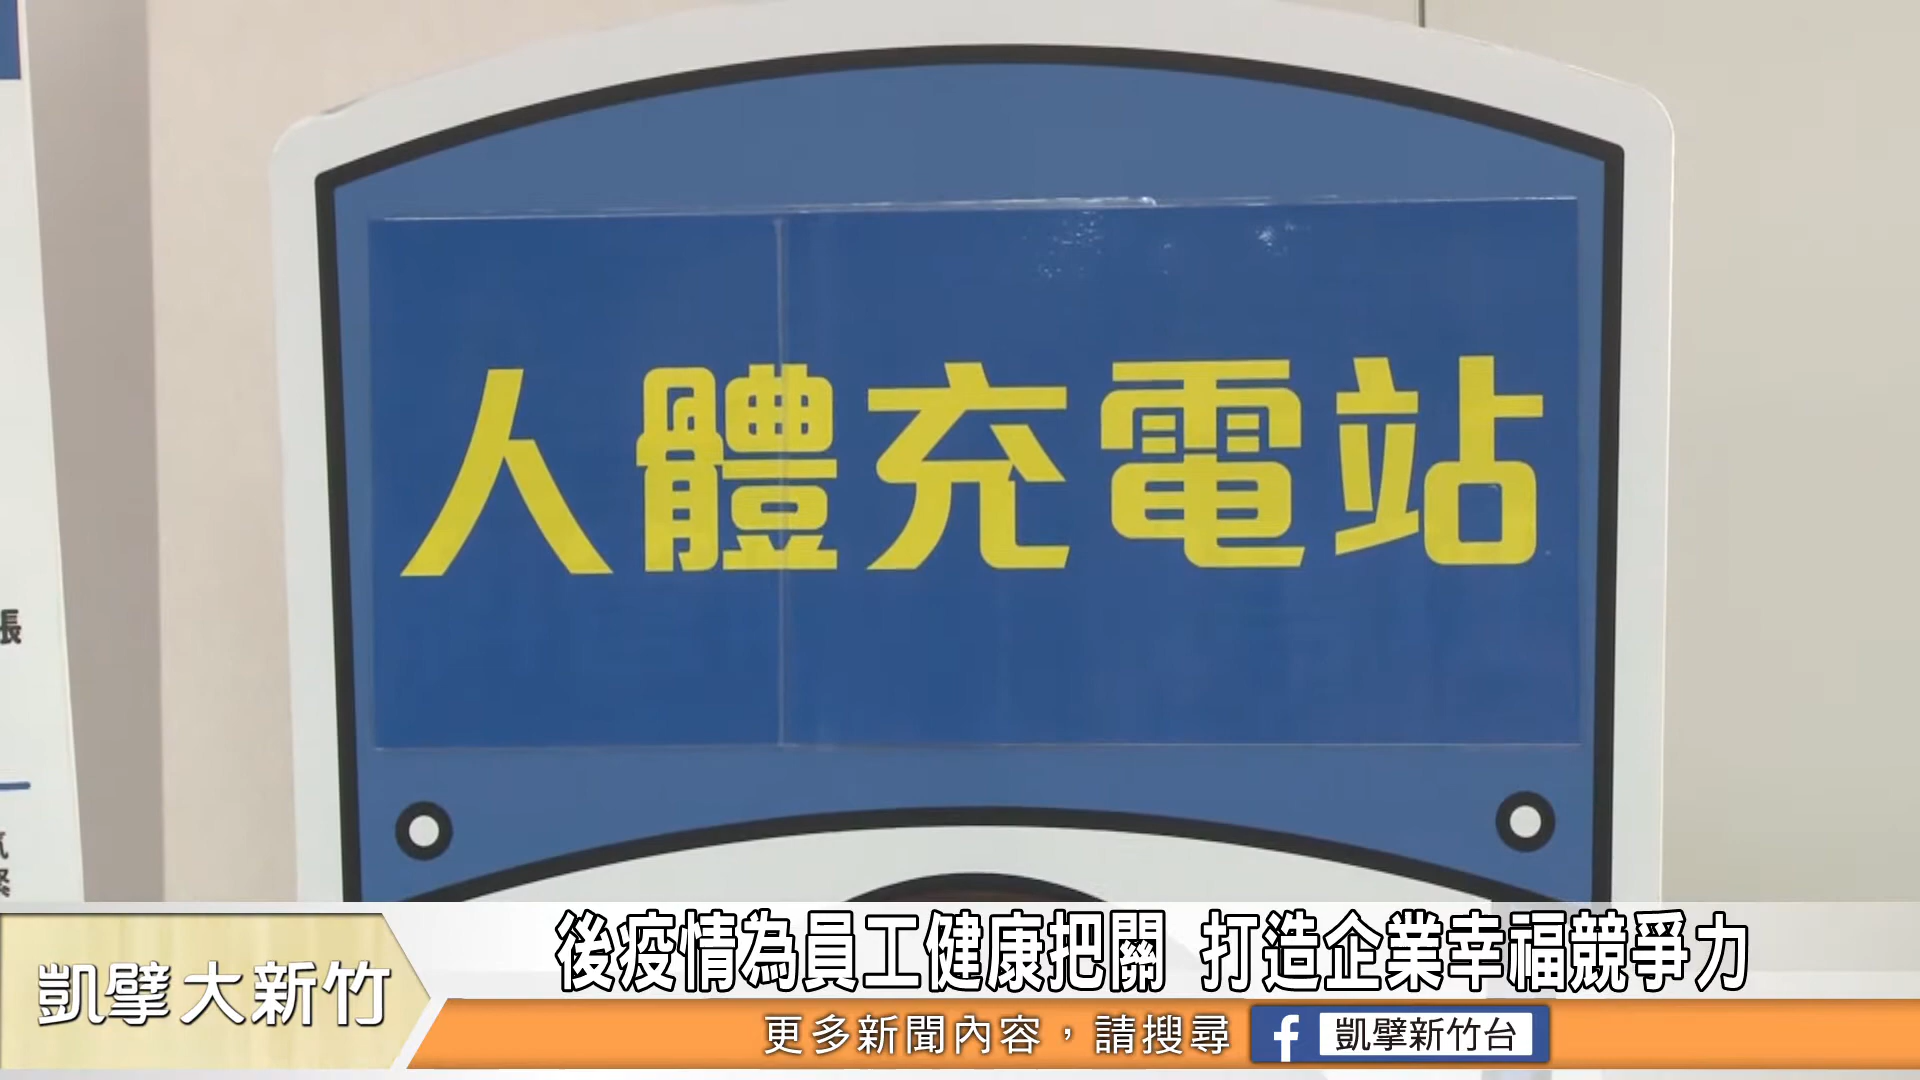 人體充電站
張
後疫情為員工健康把關 打造企業幸福競爭力
凱擘大新竹
更多新聞內容，請搜尋 f 凱擘新竹台